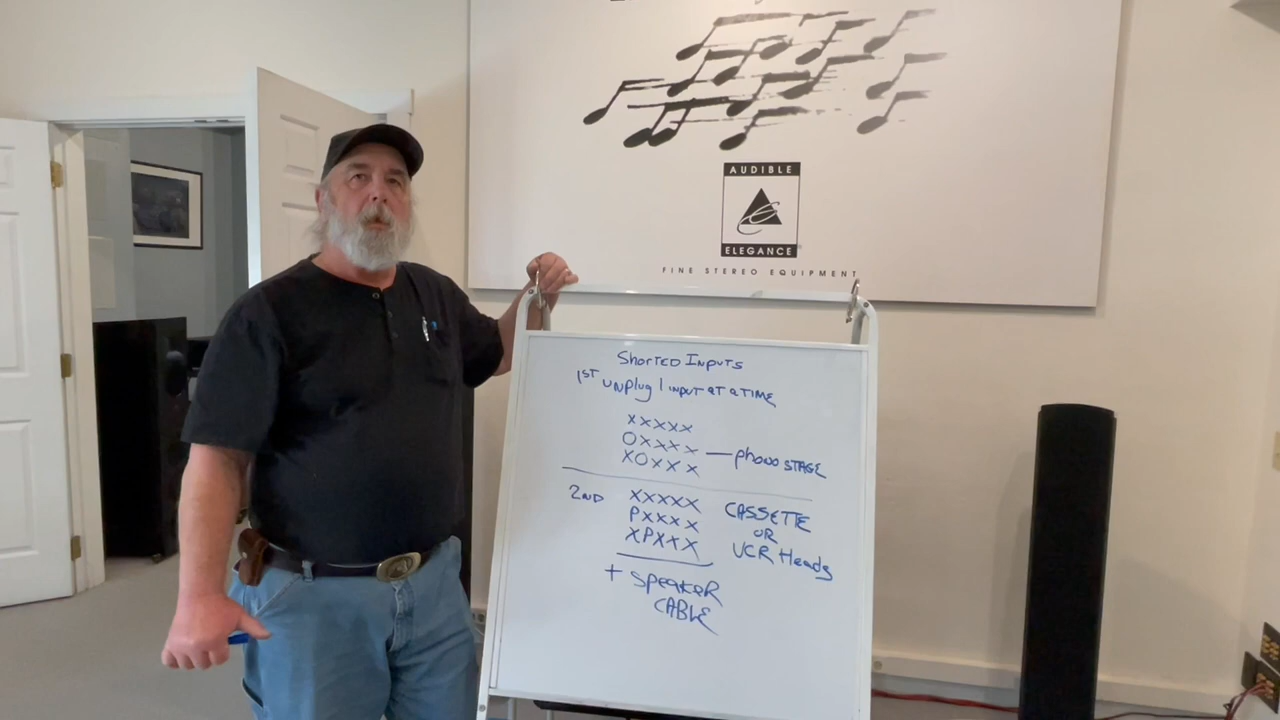 AUDIBLE
ELEGANCE
FINE STEREO EQUIPMENT
Shorted Inputs
1ST unplug 1 input at a time
XXXXX
OXXXX
XOXXX — phono STAGE
2ND XXXXX
PXXXX
XPXXX
CASSETTE
OR
VCR Heads
+ Speaker
CABLE